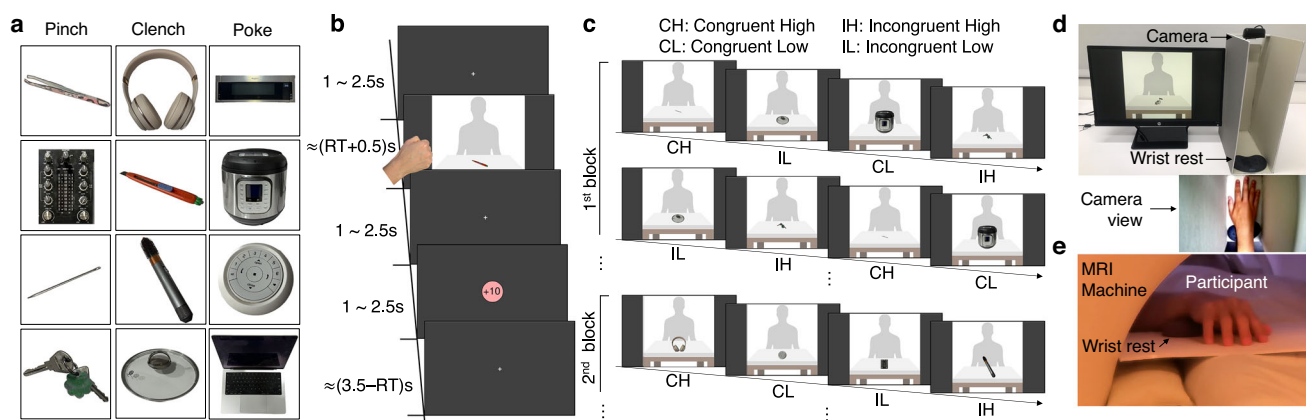 a
Pinch Clench Poke
b
1 ~ 2.5s
≈(RT+0.5)s
1 ~ 2.5s
1 ~ 2.5s
+10
≈(3.5–RT)s
c
CH: Congruent High IH: Incongruent High
CL: Congruent Low IL: Incongruent Low
1st block
CH IL CL IH
IL IH CH CL
...
⋮
2nd block
CH CL IL IH
...
⋮
d
Camera
Wrist rest
Camera
view
e
MRI
Machine
Participant
Wrist rest